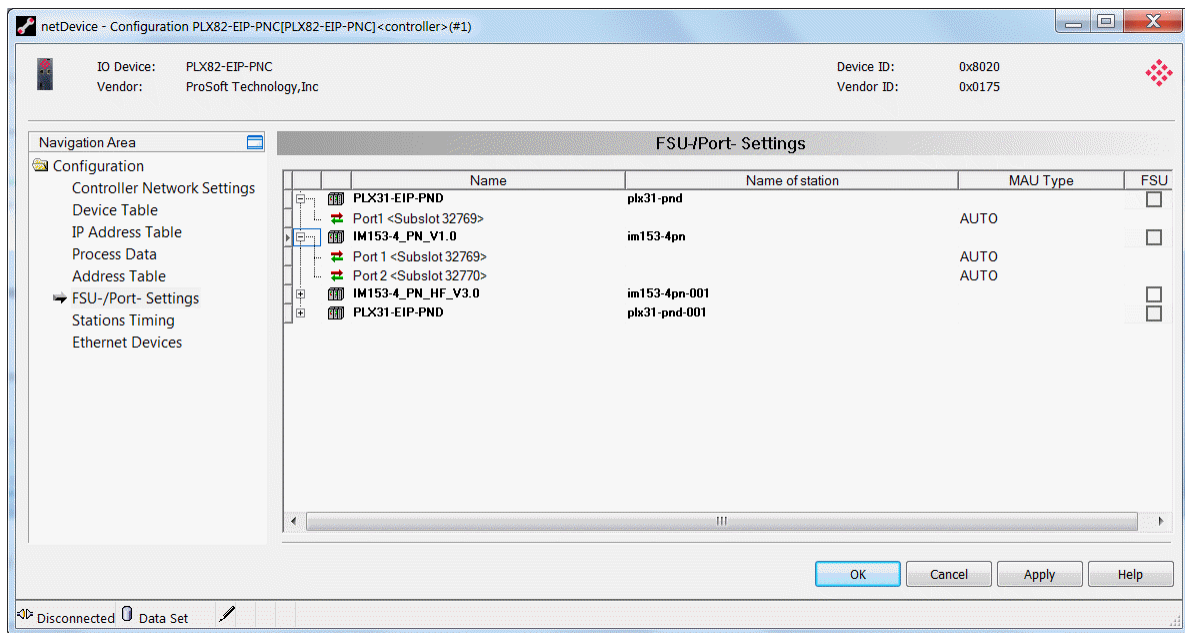 netDevice - Configuration PLX82-EIP-PNC[PLX82-EIP-PNC]<controller>(#1)
IO Device: PLX82-EIP-PNC Device ID: 0x8020
Vendor: ProSoft Technology,Inc Vendor ID: 0x0175
Navigation Area
Configuration
Controller Network Settings
Device Table
IP Address Table
Process Data
Address Table
FSU-/Port- Settings
Stations Timing
Ethernet Devices
FSU-/Port- Settings
Name Name of station MAU Type FSU
PLX31-EIP-PND plx31-pnd
Port1 <Subslot 32769> AUTO
IM153-4_PN_V1.0 im153-4pn
Port 1 <Subslot 32769> AUTO
Port 2 <Subslot 32770> AUTO
IM153-4_PN_HF_V3.0 im153-4pn-001
PLX31-EIP-PND plx31-pnd-001
OK Cancel Apply Help
Disconnected Data Set